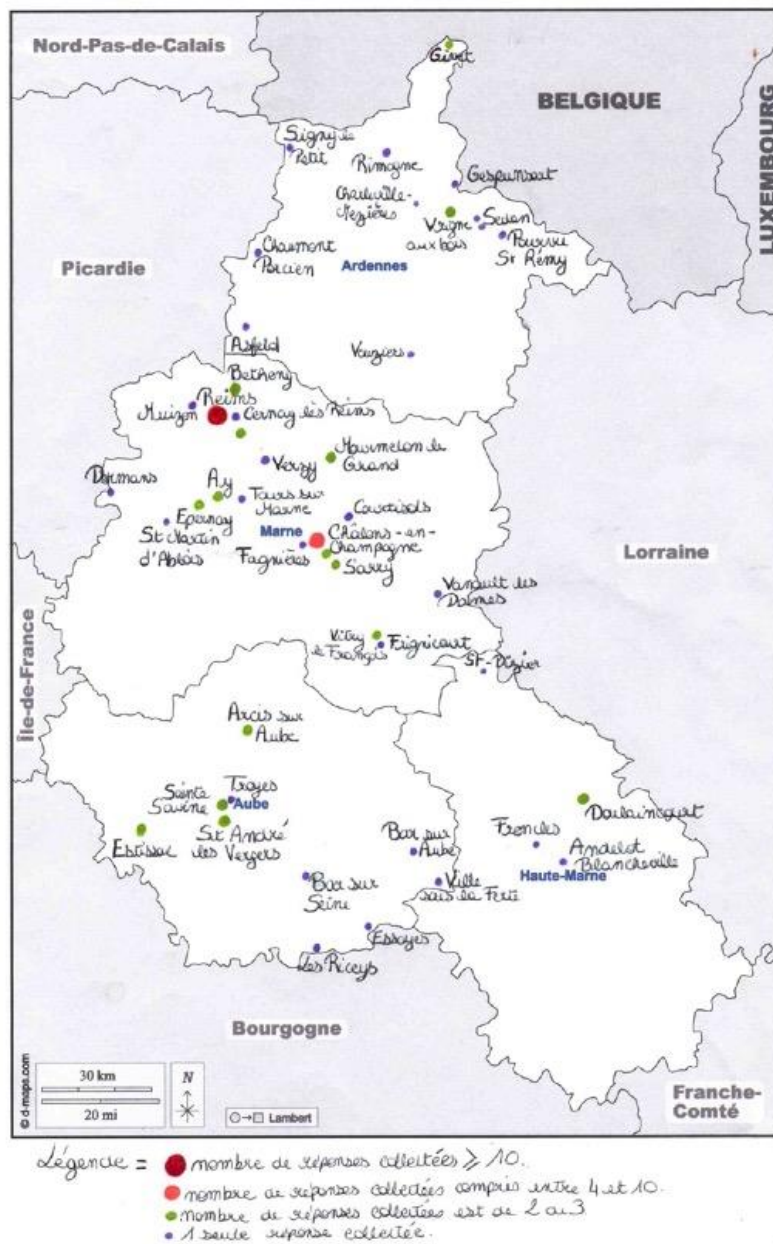 Nord-Pas-de-Calais
Givet
BELGIQUE
LUXEMBOURG
Signy le
Petit
Rimogne
Gespunsart
Charleville-
Mézières
Vrigne
aux bois
Sedan
Pourru
St Rémy
Picardie
Chaumont
Porcien
Ardennes
Asfeld
Vouziers
Betheny
Reims
Muizon
Cernay lès Reims
Mourmelon le
Grand
Verzy
Dormans
Ay
Tours sur
Marne
Courtisols
Epernay
St Martin
d'Ablois
Marne
Châlons-en-
Champagne
Fagnières
Sarry
Lorraine
Vanault les
Dames
Vitry
le François
Frignicourt
St-Dizier
Île-de-France
Arcis sur
Aube
Sainte
Savine
Troyes
Aube
St André
les Vergers
Estissac
Doulaincourt
Froncles
Andelot
Blancheville
Haute-Marne
Bar sur
Aube
Bar sur
Seine
Ville
sous la Ferté
Essoyes
Les Riceys
Bourgogne
Franche-
Comté
30 km
20 mi
N
Lambert
© d-maps.com
Légende =
nombre de réponses collectées ⩾ 10.
nombre de réponses collectées compris entre 4 et 10.
nombre de réponses collectées est de 2 ou 3
1 seule réponse collectée.